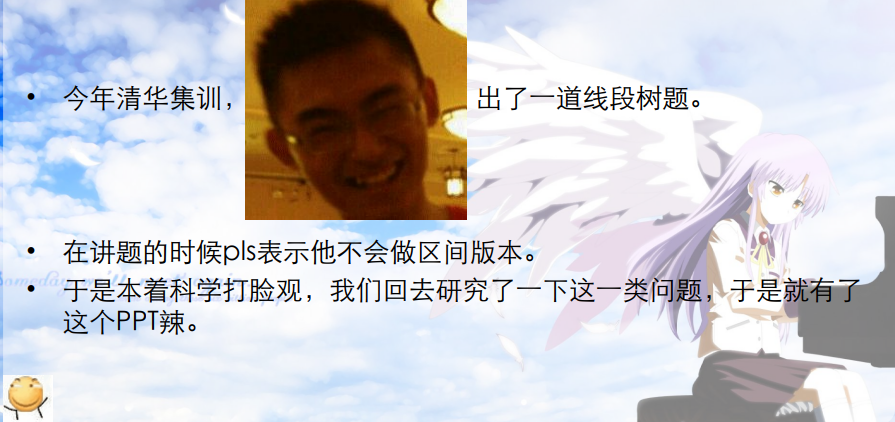 • 今年清华集训， 出了一道线段树题。
• 在讲题的时候pls表示他不会做区间版本。
• 于是本着科学打脸观，我们回去研究了一下这一类问题，于是就有了
这个PPT辣。
someday